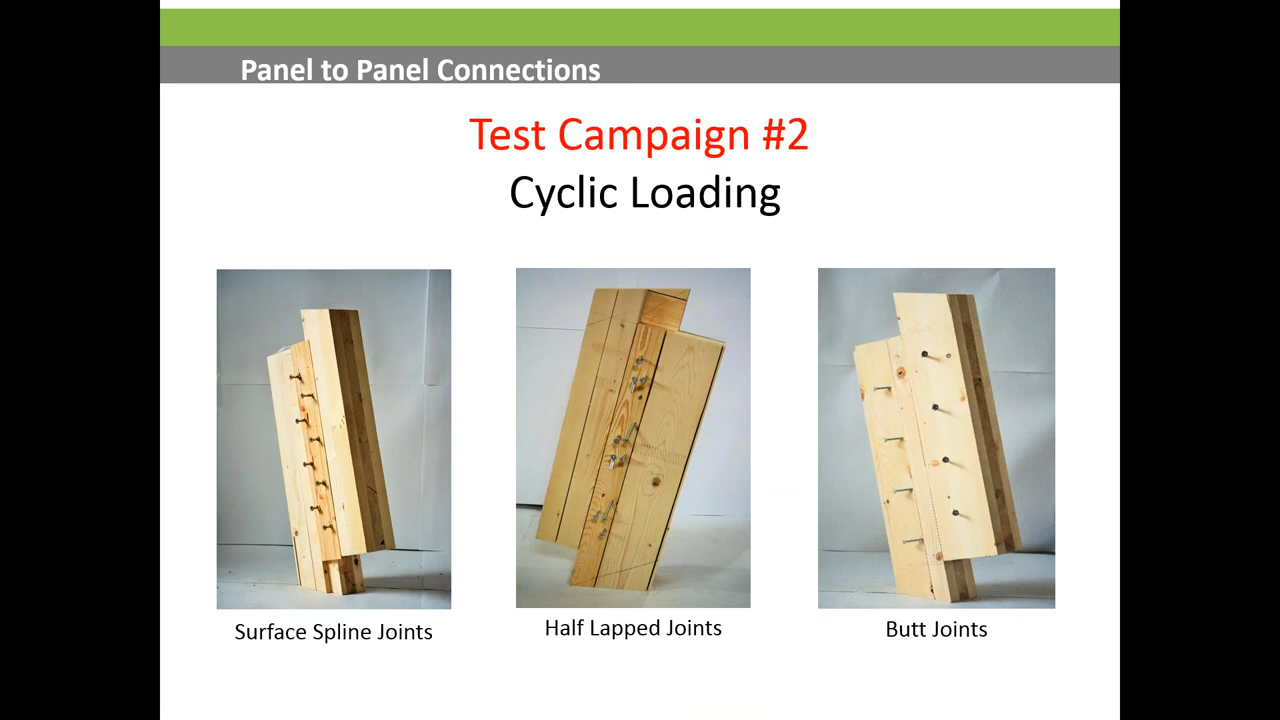 Panel to Panel Connections
Test Campaign #2
Cyclic Loading
Surface Spline Joints
Half Lapped Joints
Butt Joints